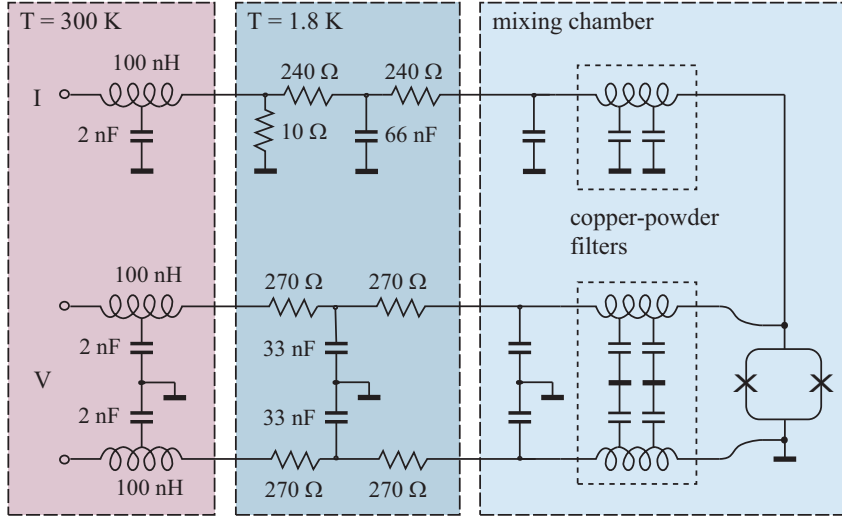 T = 300 K
T = 1.8 K
mixing chamber
100 nH
240 Ω
240 Ω
I
2 nF
10 Ω
66 nF
copper-powder
filters
100 nH
270 Ω
270 Ω
2 nF
33 nF
V
2 nF
33 nF
100 nH
270 Ω
270 Ω